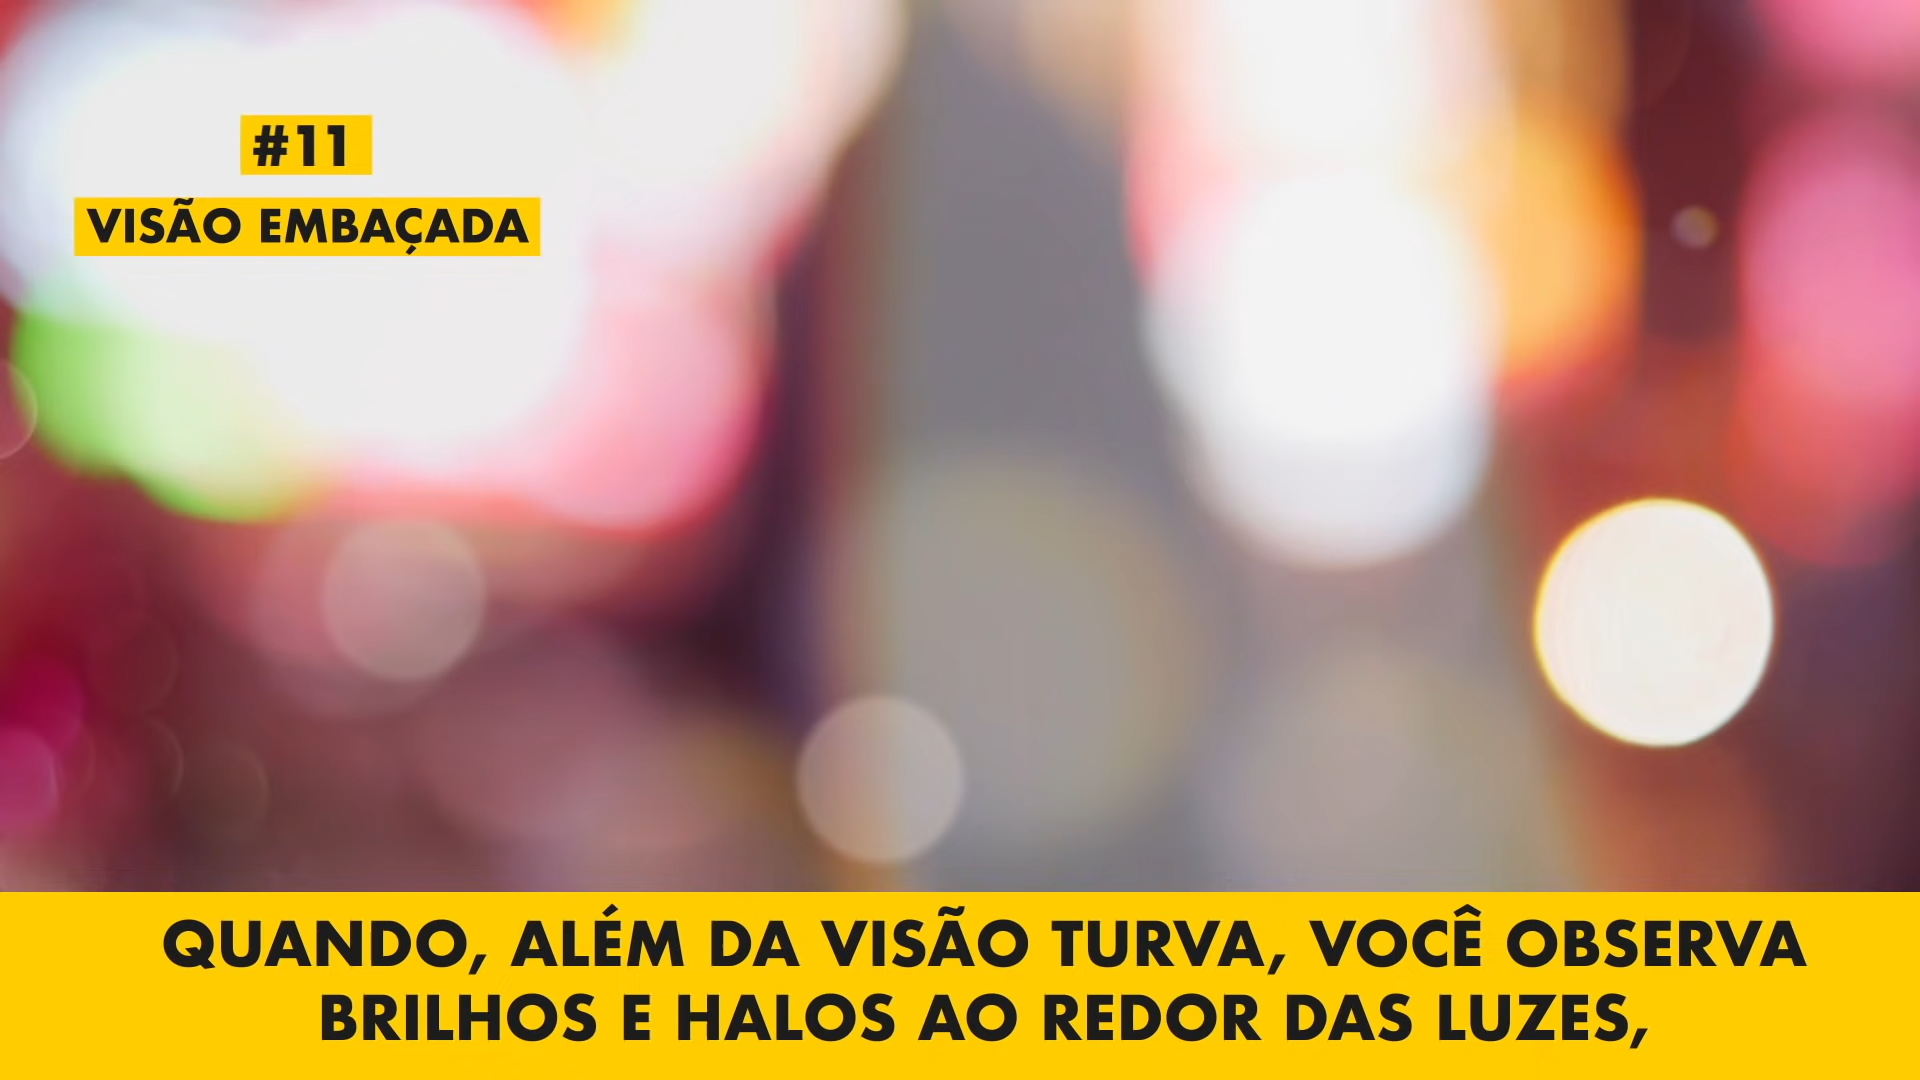 #11
VISÃO EMBAÇADA
QUANDO, ALÉM DA VISÃO TURVA, VOCÊ OBSERVA
BRILHOS E HALOS AO REDOR DAS LUZES,